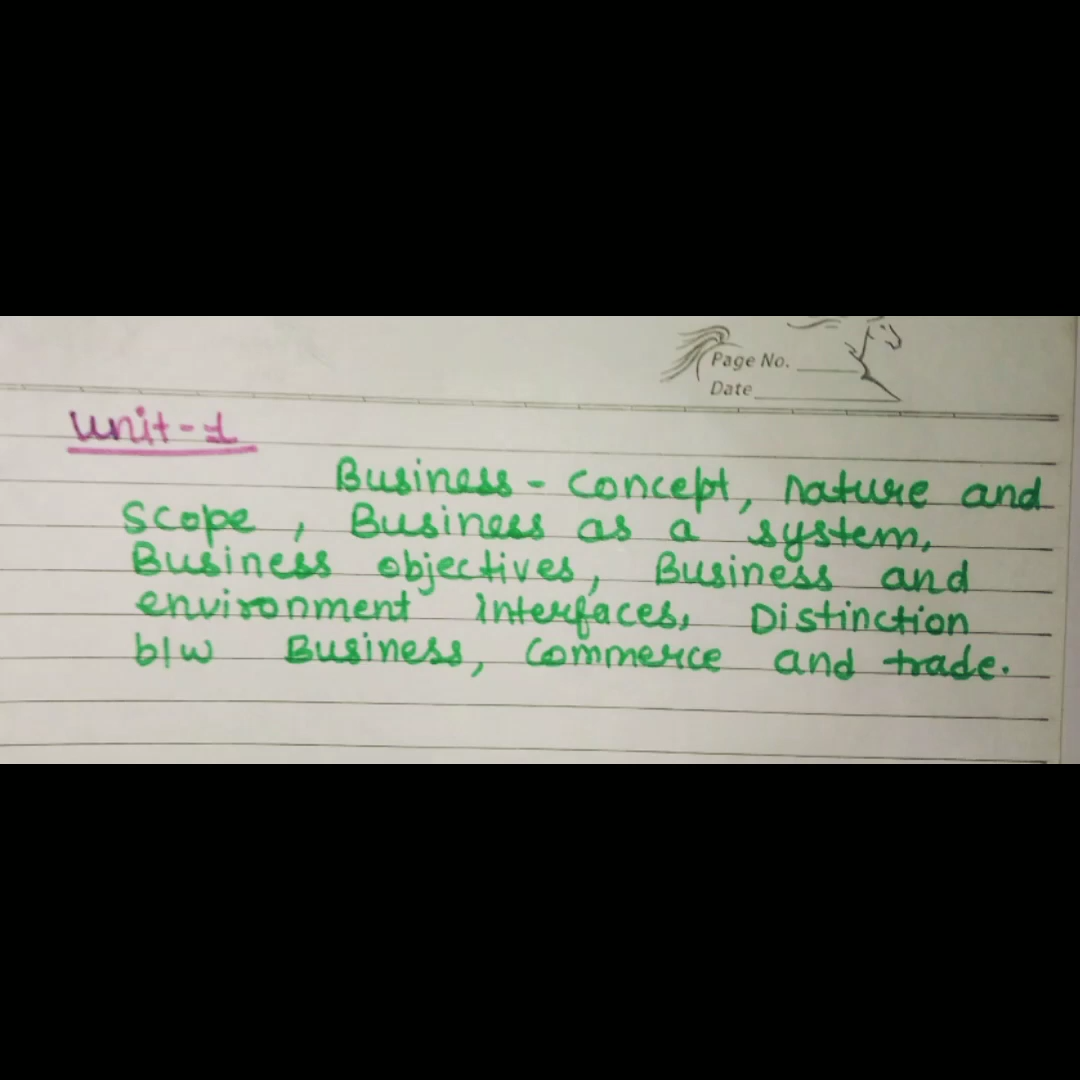 Page No.
Date
Unit-1
Business - Concept, nature and
Scope, Business as a system,
Business objectives, Business and
environment interfaces, Distinction
b/w Business, Commerce and trade.